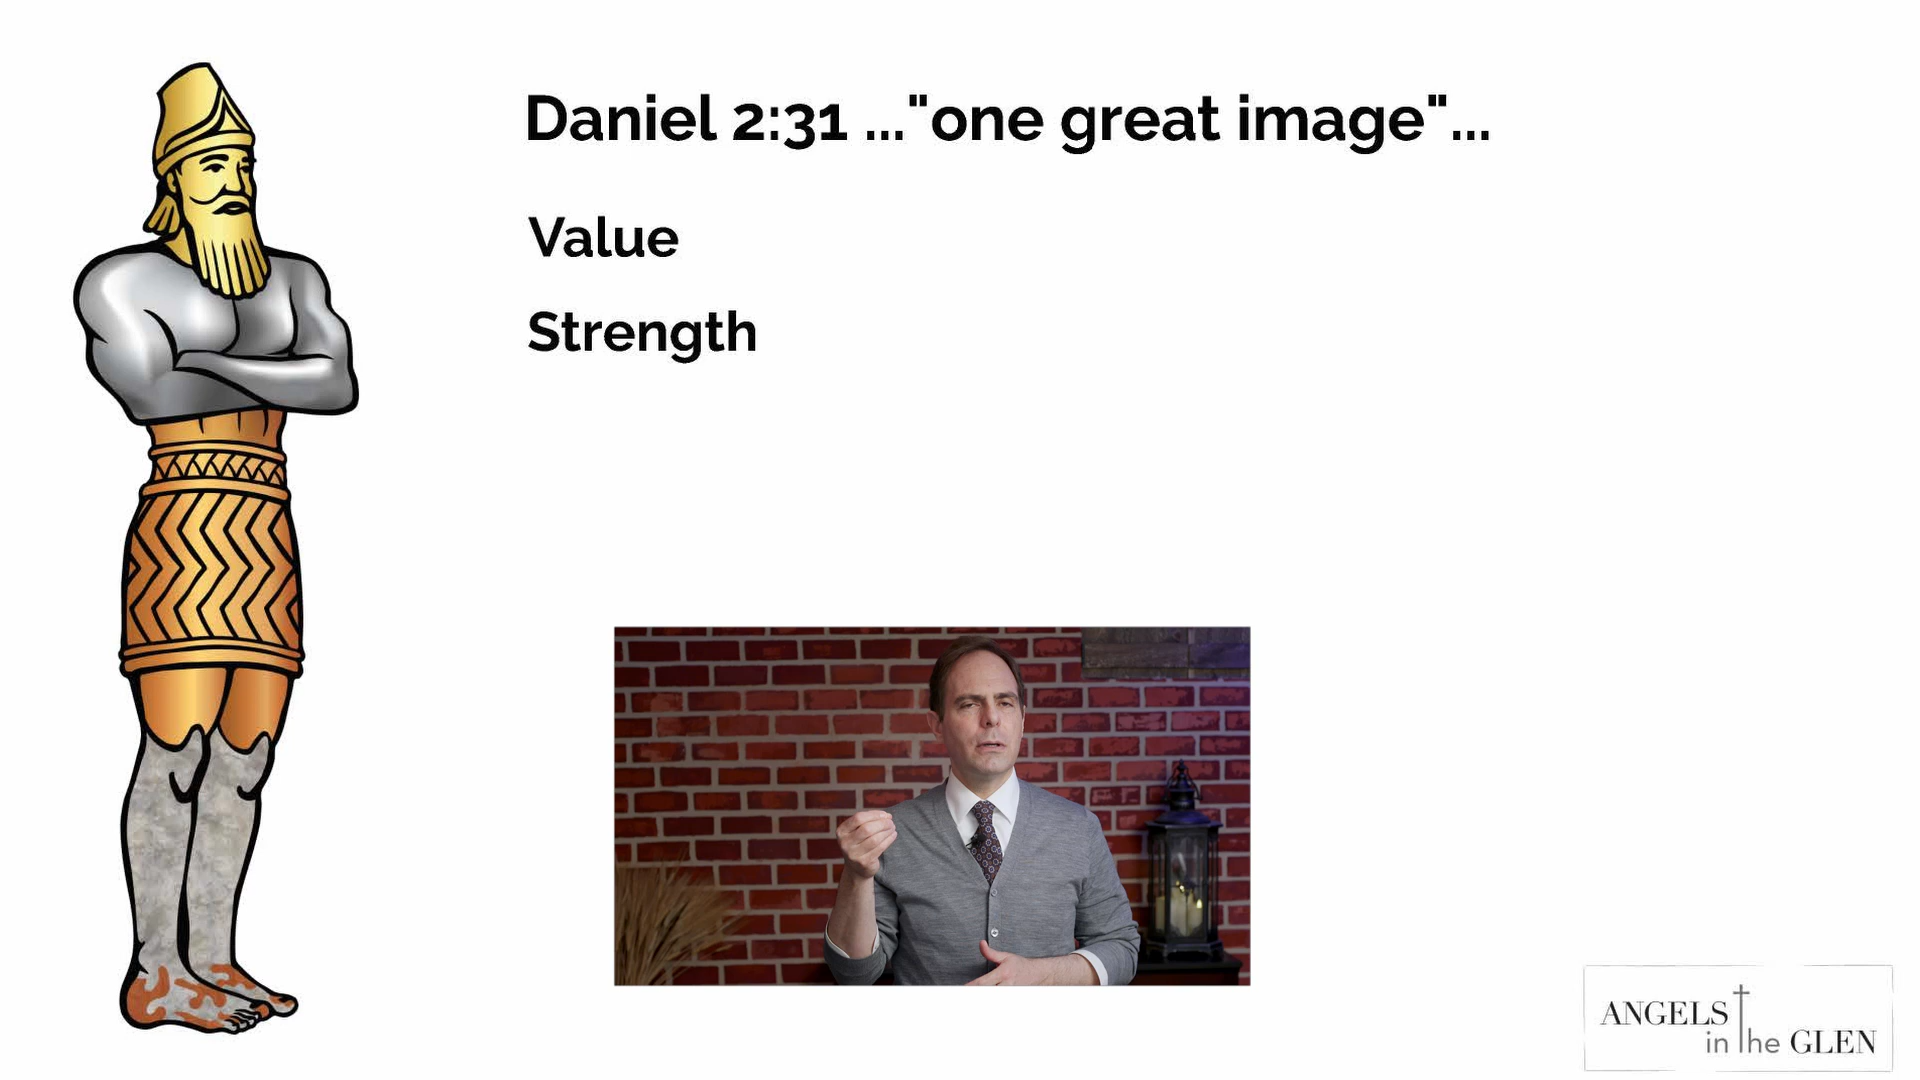 Daniel 2:31 ..."one great image"...
Value
Strength
ANGELS
in the GLEN